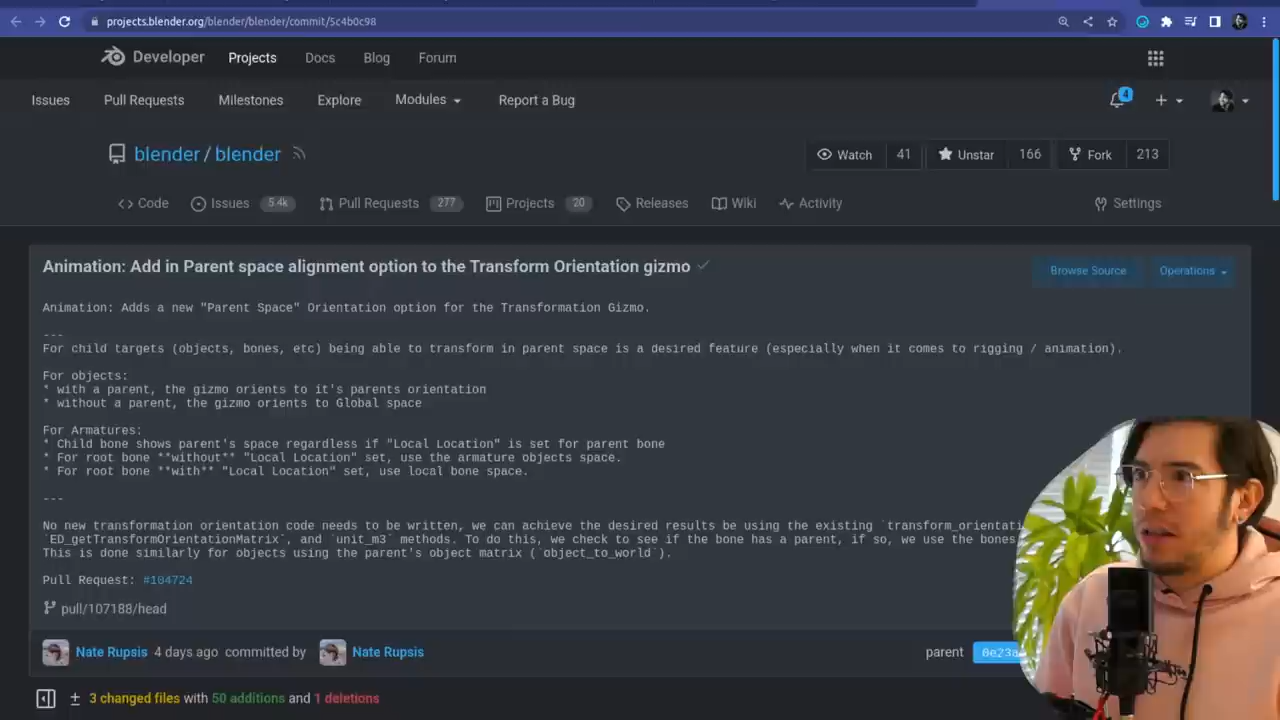 projects.blender.org/blender/blender/commit/5c4b0c98
Developer Projects Docs Blog Forum
Issues Pull Requests Milestones Explore Modules Report a Bug
4
blender / blender
Watch 41 Unstar 166 Fork 213
Code Issues 5.4k Pull Requests 277 Projects 20 Releases Wiki Activity Settings
Animation: Add in Parent space alignment option to the Transform Orientation gizmo
Browse Source Operations
Animation: Adds a new "Parent Space" Orientation option for the Transformation Gizmo.
---
For child targets (objects, bones, etc) being able to transform in parent space is a desired feature (especially when it comes to rigging / animation).
For objects:
* with a parent, the gizmo orients to it's parents orientation
* without a parent, the gizmo orients to Global space
For Armatures:
* Child bone shows parent's space regardless if "Local Location" is set for parent bone
* For root bone **without** "Local Location" set, use the armature objects space.
* For root bone **with** "Local Location" set, use local bone space.
---
No new transformation orientation code needs to be written, we can achieve the desired results be using the existing `transform_orientati
`ED_getTransformOrientationMatrix`, and `unit_m3` methods. To do this, we check to see if the bone has a parent, if so, we use the bones
This is done similarly for objects using the parent's object matrix (`object_to_world`).
Pull Request: #104724
pull/107188/head
Nate Rupsis 4 days ago committed by Nate Rupsis
parent 0e23a
3 changed files with 50 additions and 1 deletions